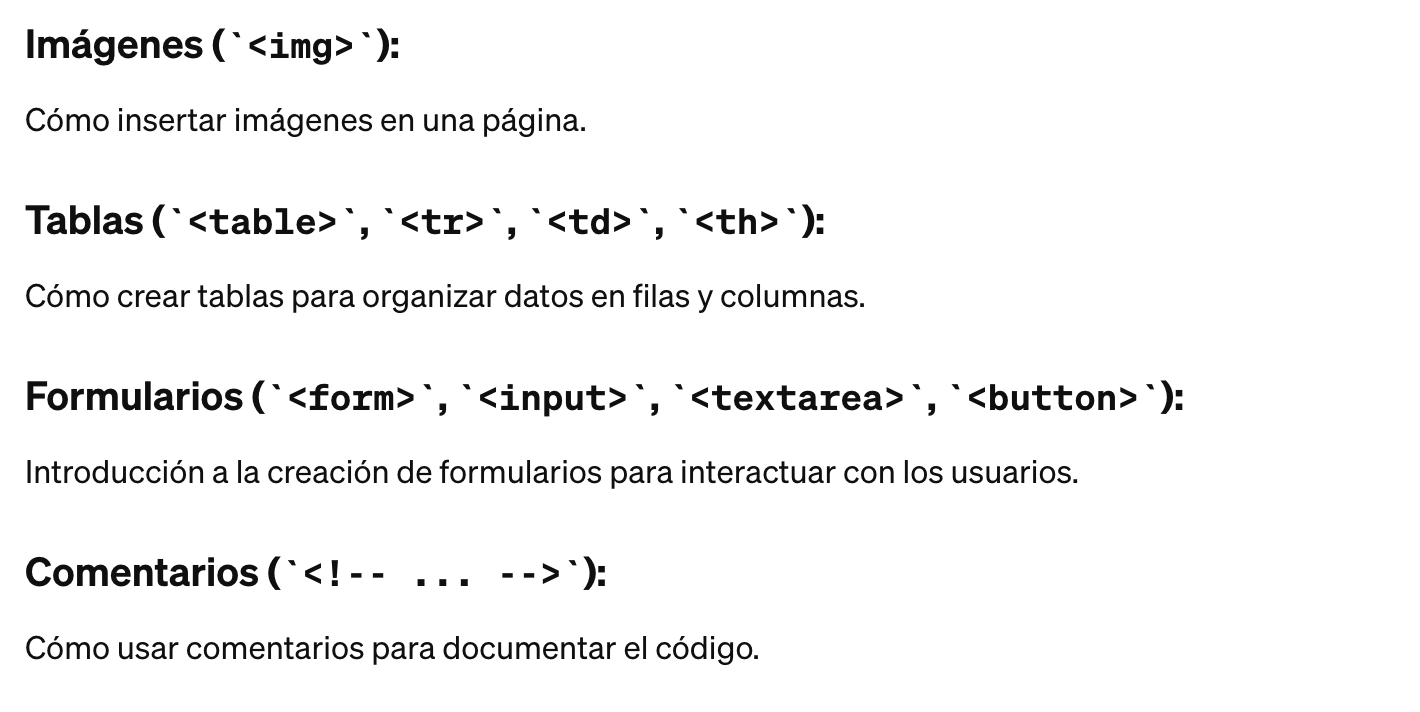 Imágenes (`<img>`):
Cómo insertar imágenes en una página.
Tablas (`<table>`, `<tr>`, `<td>`, `<th>`):
Cómo crear tablas para organizar datos en filas y columnas.
Formularios (`<form>`, `<input>`, `<textarea>`, `<button>`):
Introducción a la creación de formularios para interactuar con los usuarios.
Comentarios (`<!-- ... -->`):
Cómo usar comentarios para documentar el código.